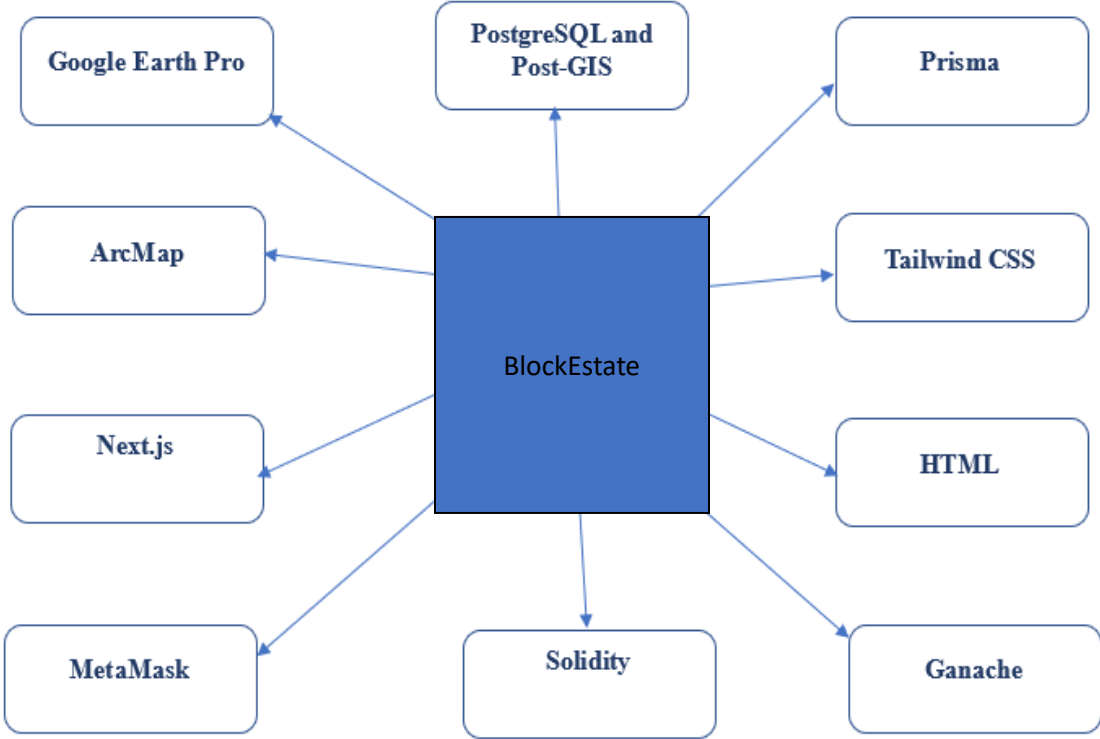 Google Earth Pro
PostgreSQL and
Post-GIS
Prisma
ArcMap
Tailwind CSS
BlockEstate
Next.js
HTML
MetaMask
Solidity
Ganache